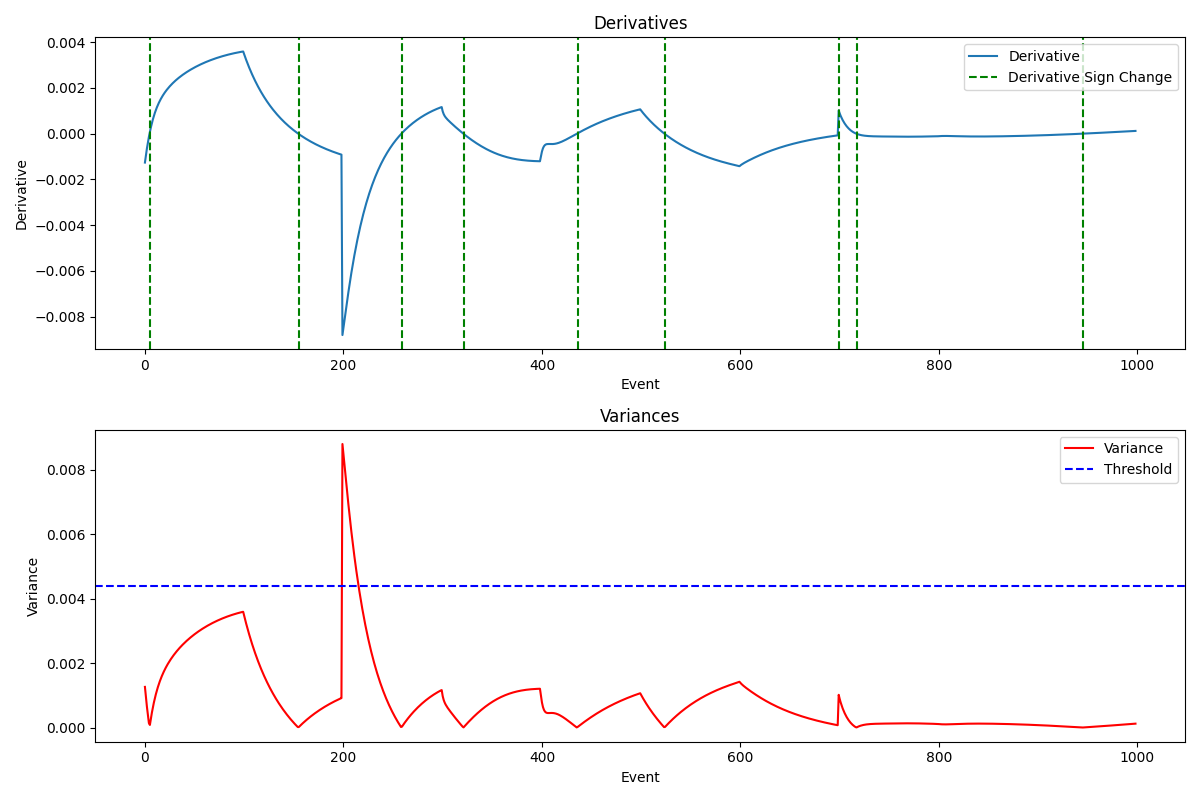 Derivatives
0.004
0.002
0.000
−0.002
−0.004
−0.006
−0.008
Derivative
Derivative
Derivative Sign Change
0 200 400 600 800 1000
Event
Variances
0.008
0.006
0.004
0.002
0.000
Variance
Variance
Threshold
0 200 400 600 800 1000
Event